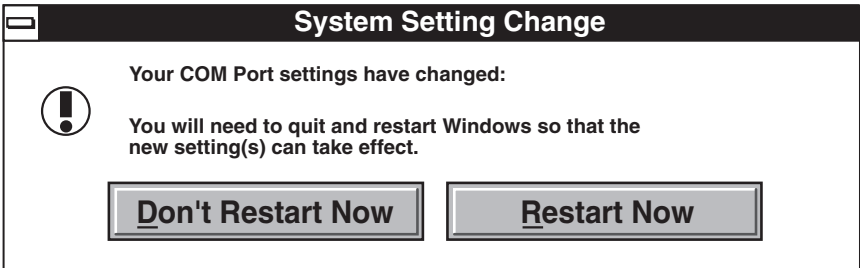 System Setting Change
Your COM Port settings have changed:
You will need to quit and restart Windows so that the
new setting(s) can take effect.
Don't Restart Now
Restart Now